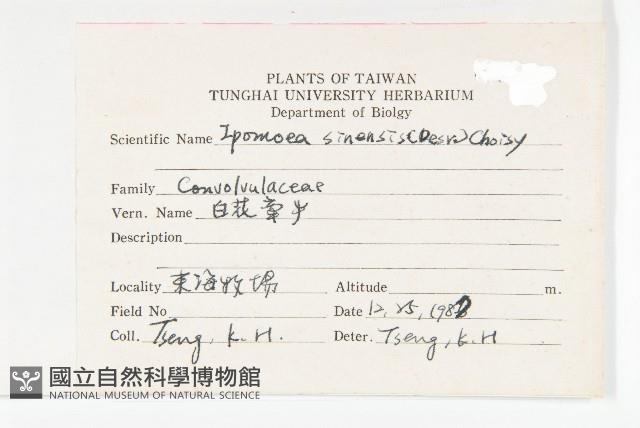 PLANTS OF TAIWAN
TUNGHAI UNIVERSITY HERBARIUM
Department of Biolgy
Scientific Name Ipomoea sinensis (Desr.) Choisy
Family Convolvulaceae
Vern. Name 白花牽牛
Description
Locality 東海牧場 Altitude m.
Field No Date 12, 25, 198
Coll. Tseng, K. H. Deter. Tseng, K. H
國立自然科學博物館
NATIONAL MUSEUM OF NATURAL SCIENCE